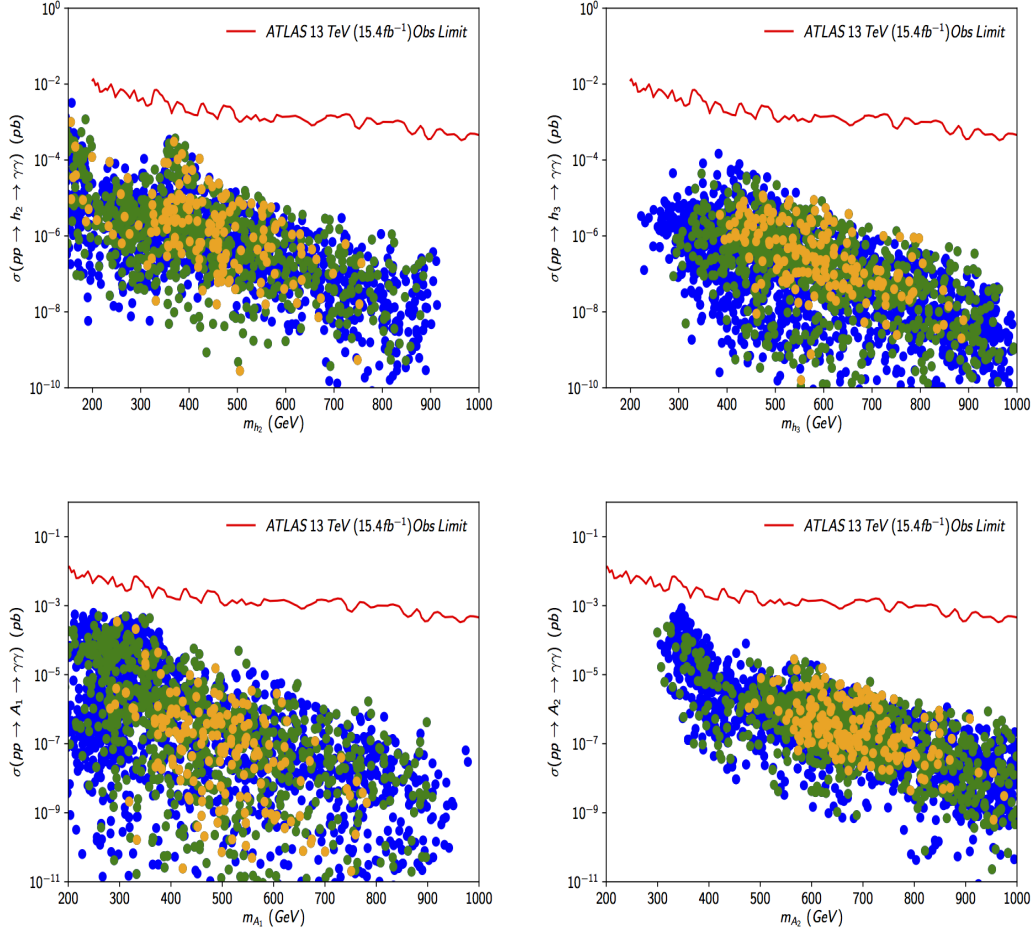 ATLAS 13 TeV (15.4fb⁻¹) Obs Limit
σ(pp → h₂ → γγ) (pb)
10⁰
10⁻²
10⁻⁴
10⁻⁶
10⁻⁸
10⁻¹⁰
200 300 400 500 600 700 800 900 1000
m_h₂ (GeV)
ATLAS 13 TeV (15.4fb⁻¹) Obs Limit
σ(pp → h₃ → γγ) (pb)
10⁰
10⁻²
10⁻⁴
10⁻⁶
10⁻⁸
10⁻¹⁰
200 300 400 500 600 700 800 900 1000
m_h₃ (GeV)
ATLAS 13 TeV (15.4fb⁻¹) Obs Limit
σ(pp → A₁ → γγ) (pb)
10⁻¹
10⁻³
10⁻⁵
10⁻⁷
10⁻⁹
10⁻¹¹
200 300 400 500 600 700 800 900 1000
m_A₁ (GeV)
ATLAS 13 TeV (15.4fb⁻¹) Obs Limit
σ(pp → A₂ → γγ) (pb)
10⁻¹
10⁻³
10⁻⁵
10⁻⁷
10⁻⁹
10⁻¹¹
200 300 400 500 600 700 800 900 1000
m_A₂ (GeV)